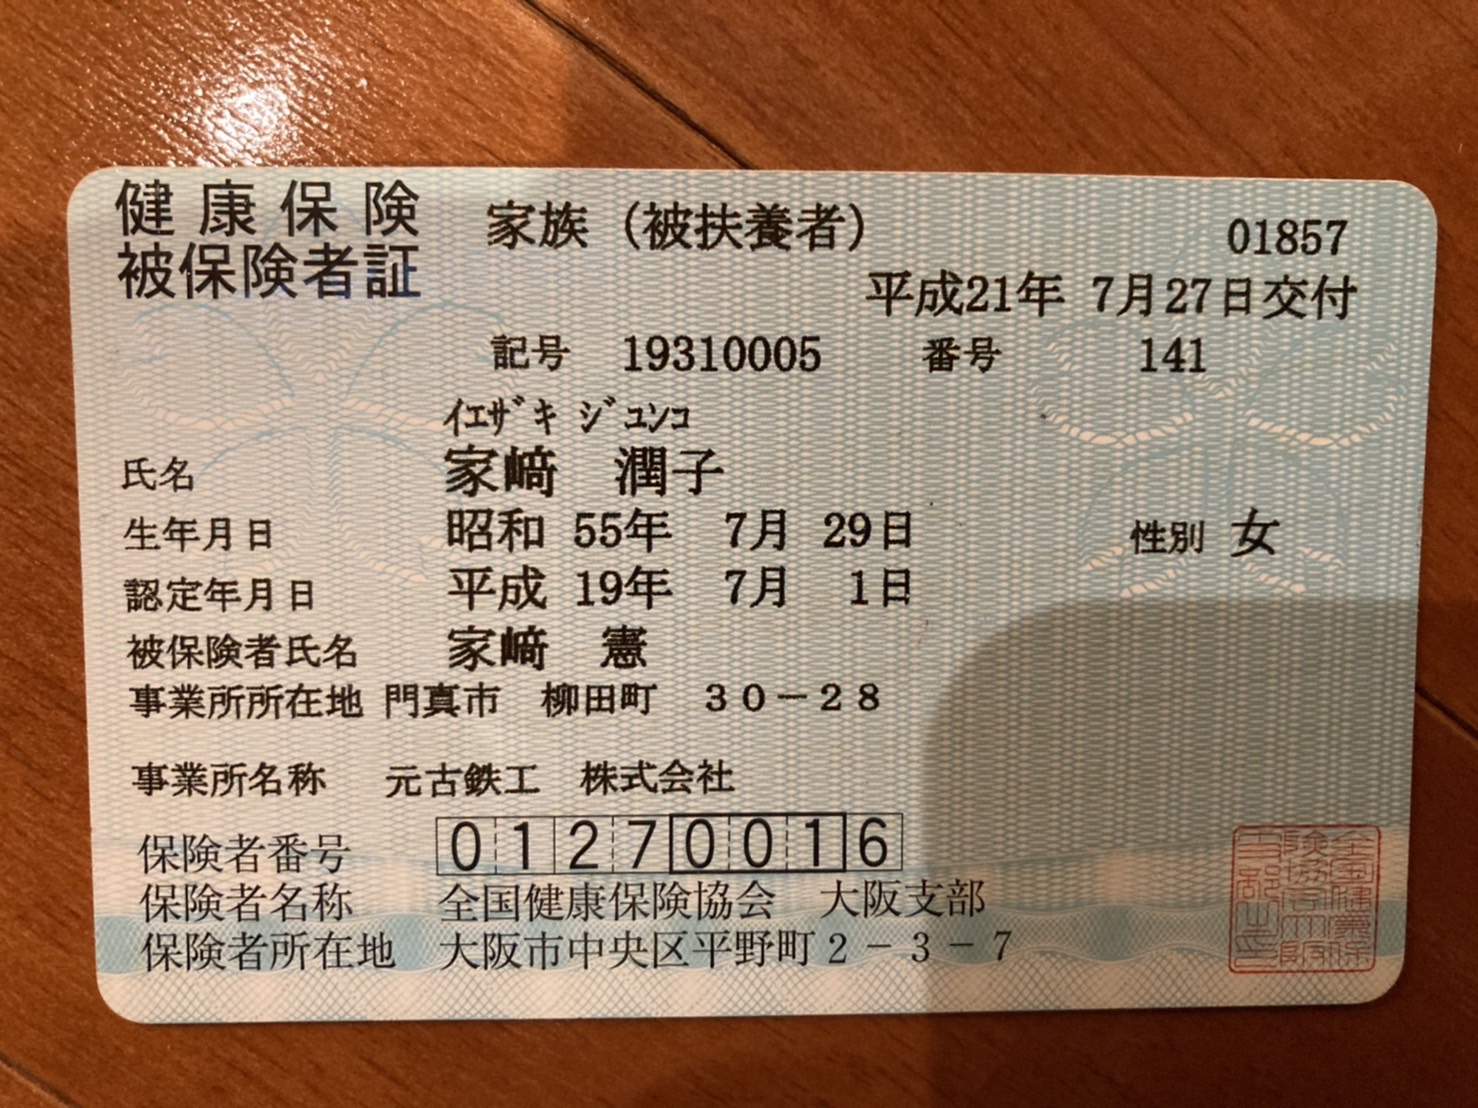 健康保険 家族（被扶養者） 01857
被保険者証
平成21年 7月27日交付
記号 19310005 番号 141
ｲｴｻﾞｷ ｼﾞﾕﾝｺ
氏名 家﨑 潤子
生年月日 昭和 55年 7月 29日 性別 女
認定年月日 平成 19年 7月 1日
被保険者氏名 家﨑 憲
事業所所在地 門真市 柳田町 ３０－２８
事業所名称 元古鉄工 株式会社
保険者番号 01270016
保険者名称 全国健康保険協会 大阪支部
保険者所在地 大阪市中央区平野町２－３－７